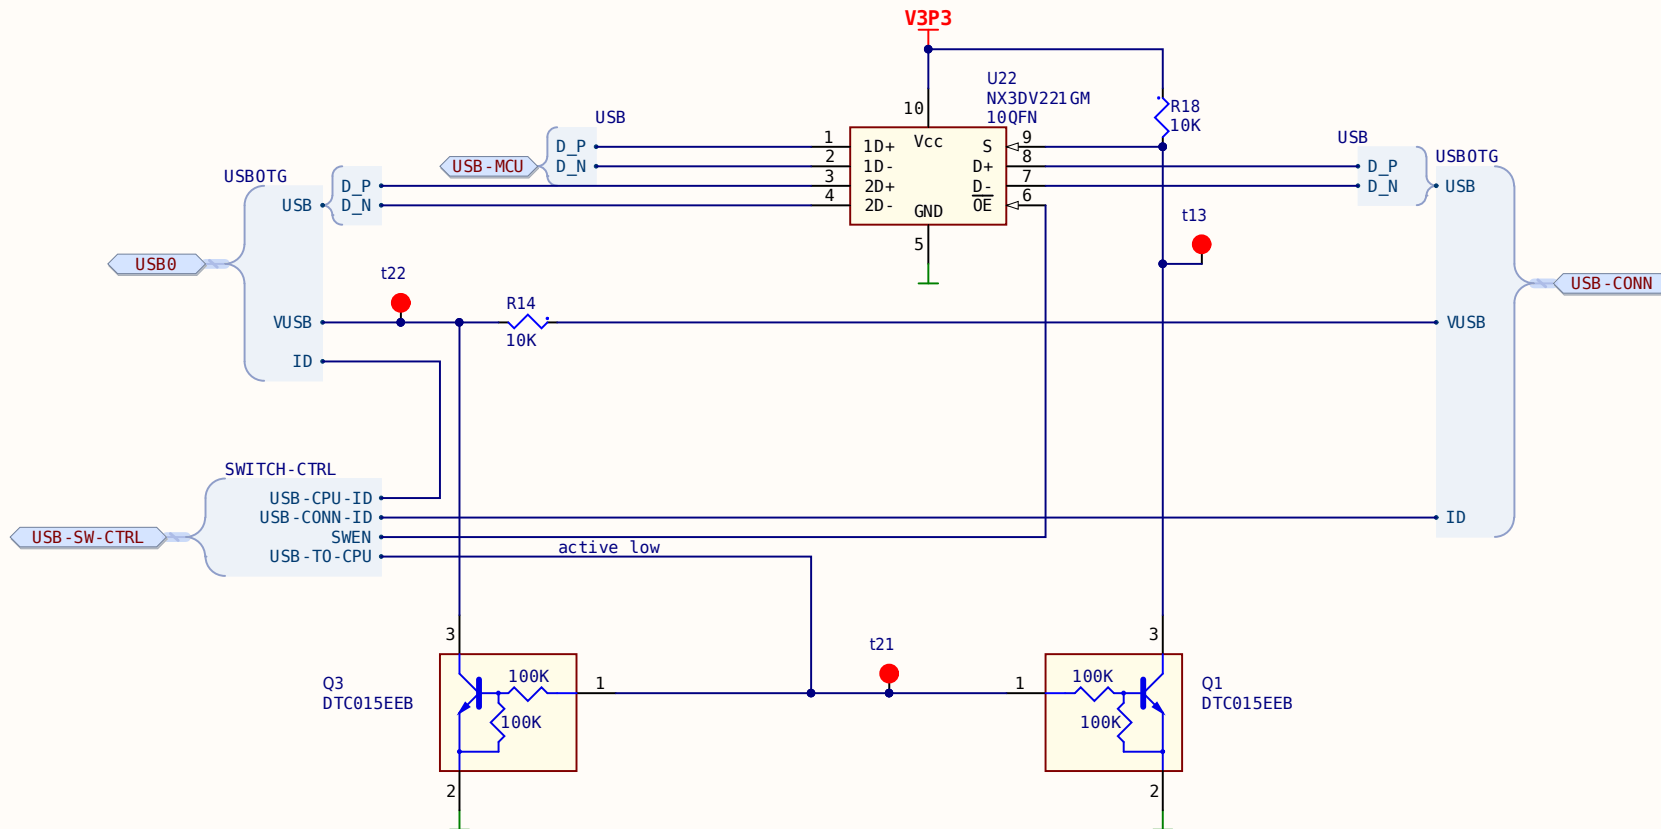 V3P3
U22
NX3DV221GM
10QFN
10
R18
10K
USB
USB-MCU
D_P
D_N
1
2
3
4
1D+
1D-
2D+
2D-
Vcc
GND
S
D+
D-
OE
9
8
7
6
5
USB
D_P
D_N
USBOTG
USB
VUSB
ID
USB-CONN
t13
USBOTG
USB
D_P
D_N
USB0
VUSB
ID
t22
R14
10K
SWITCH-CTRL
USB-CPU-ID
USB-CONN-ID
SWEN
USB-TO-CPU
USB-SW-CTRL
active low
3
Q3
DTC015EEB
100K
100K
1
2
t21
3
1
100K
100K
Q1
DTC015EEB
2